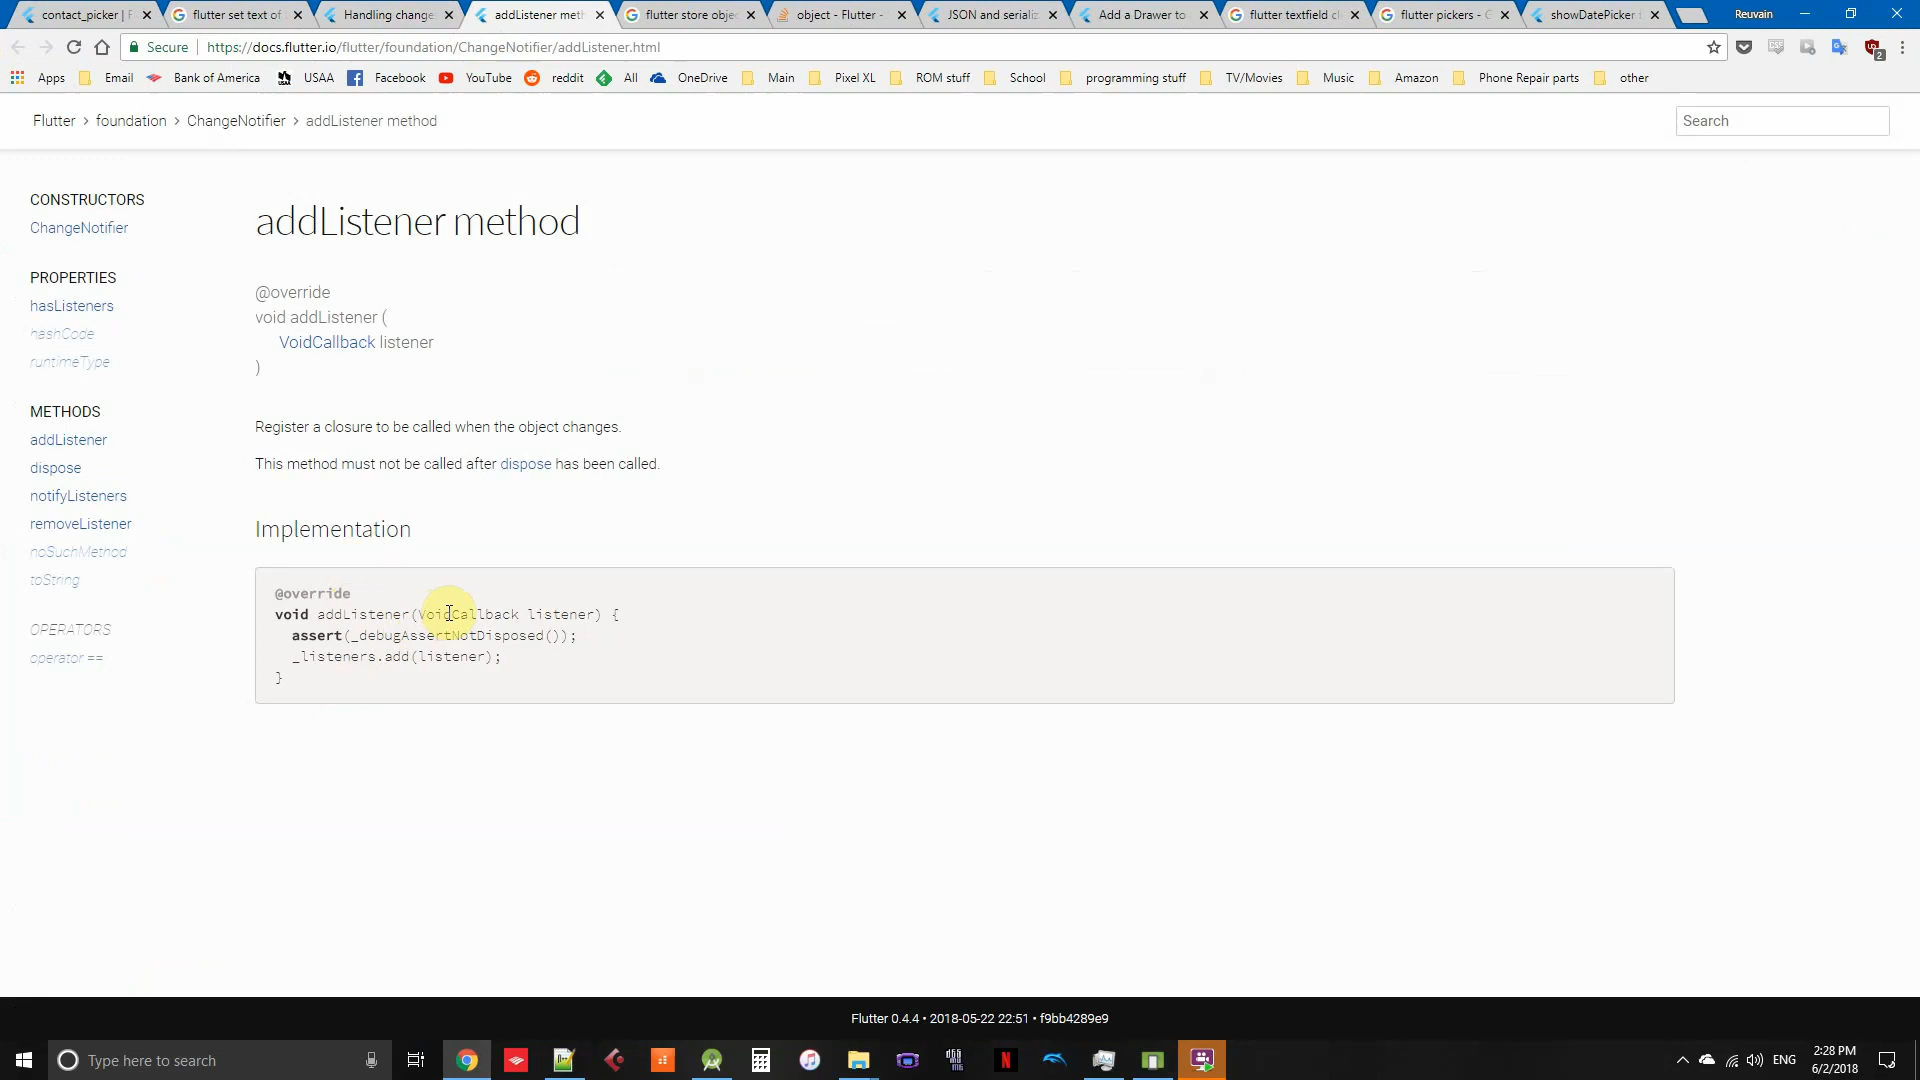 contact_picker | F
flutter set text of
Handling change
addListener meth
flutter store obje
object - Flutter -
JSON and serializ
Add a Drawer to
flutter textfield cl
flutter pickers - G
showDatePicker f
Reuvain
Secure
https://docs.flutter.io/flutter/foundation/ChangeNotifier/addListener.html
2
Apps
Email
Bank of America
USAA
Facebook
YouTube
reddit
All
OneDrive
Main
Pixel XL
ROM stuff
School
programming stuff
TV/Movies
Music
Amazon
Phone Repair parts
other
Flutter › foundation › ChangeNotifier › addListener method
Search
CONSTRUCTORS
ChangeNotifier
PROPERTIES
hasListeners
hashCode
runtimeType
METHODS
addListener
dispose
notifyListeners
removeListener
noSuchMethod
toString
OPERATORS
operator ==
addListener method
@override
void addListener (
VoidCallback listener
)
Register a closure to be called when the object changes.
This method must not be called after dispose has been called.
Implementation
@override
void addListener(VoidCallback listener) {
assert(_debugAssertNotDisposed());
_listeners.add(listener);
}
Flutter 0.4.4 • 2018-05-22 22:51 • f9bb4289e9
Type here to search
ENG
2:28 PM
6/2/2018